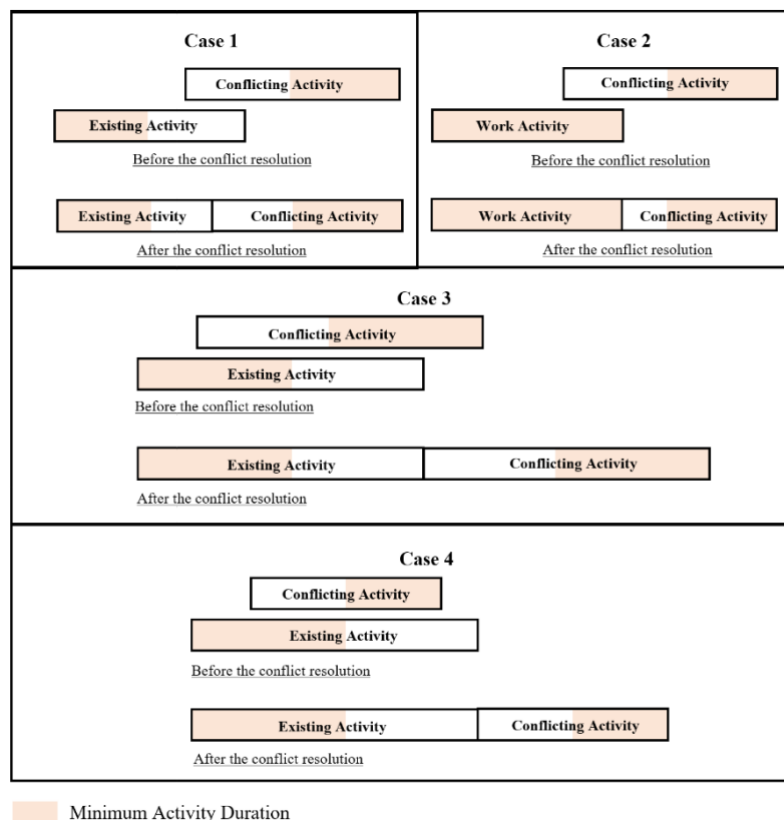 Case 1
Conflicting Activity
Existing Activity
Before the conflict resolution
Existing Activity
Conflicting Activity
After the conflict resolution
Case 2
Conflicting Activity
Work Activity
Before the conflict resolution
Work Activity
Conflicting Activity
After the conflict resolution
Case 3
Conflicting Activity
Existing Activity
Before the conflict resolution
Existing Activity
Conflicting Activity
After the conflict resolution
Case 4
Conflicting Activity
Existing Activity
Before the conflict resolution
Existing Activity
Conflicting Activity
After the conflict resolution
Minimum Activity Duration